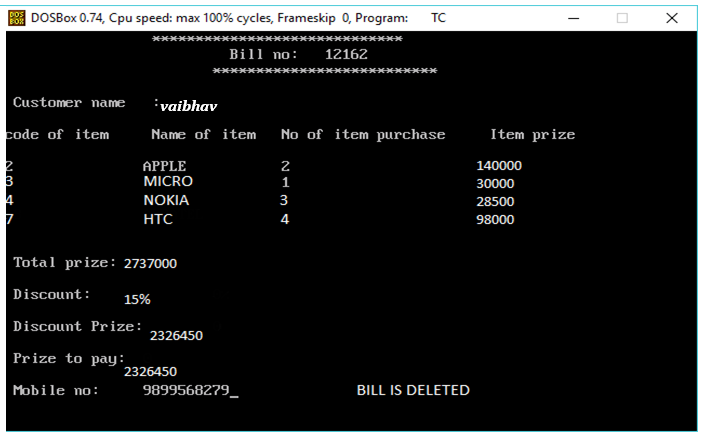 DOSBox 0.74, Cpu speed: max 100% cycles, Frameskip 0, Program: TC
*****************************
Bill no: 12162
**************************
Customer name :vaibhav
code of item Name of item No of item purchase Item prize
2 APPLE 2 140000
3 MICRO 1 30000
4 NOKIA 3 28500
7 HTC 4 98000
Total prize: 2737000
Discount: 15%
Discount Prize: 2326450
Prize to pay: 2326450
Mobile no: 9899568279_ BILL IS DELETED